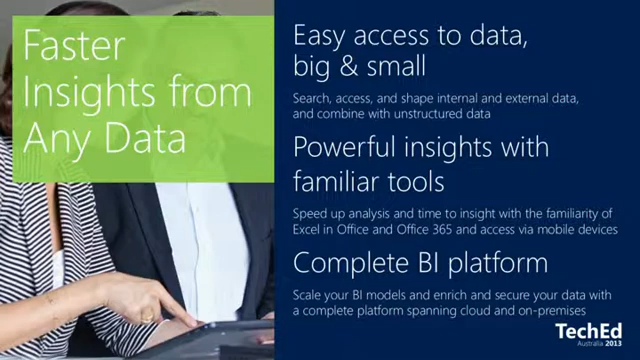 Faster
Insights from
Any Data
Easy access to data,
big & small
Search, access, and shape internal and external data,
and combine with unstructured data
Powerful insights with
familiar tools
Speed up analysis and time to insight with the familiarity of
Excel in Office and Office 365 and access via mobile devices
Complete BI platform
Scale your BI models and enrich and secure your data with
a complete platform spanning cloud and on-premises
TechEd
Australia 2013